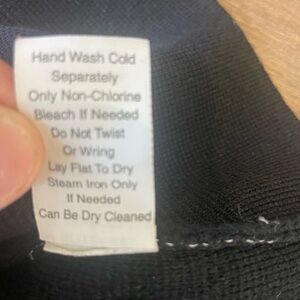 Hand Wash Cold
Separately
Only Non-Chlorine
Bleach If Needed
Do Not Twist
Or Wring
Lay Flat To Dry
Steam Iron Only
If Needed
Can Be Dry Cleaned